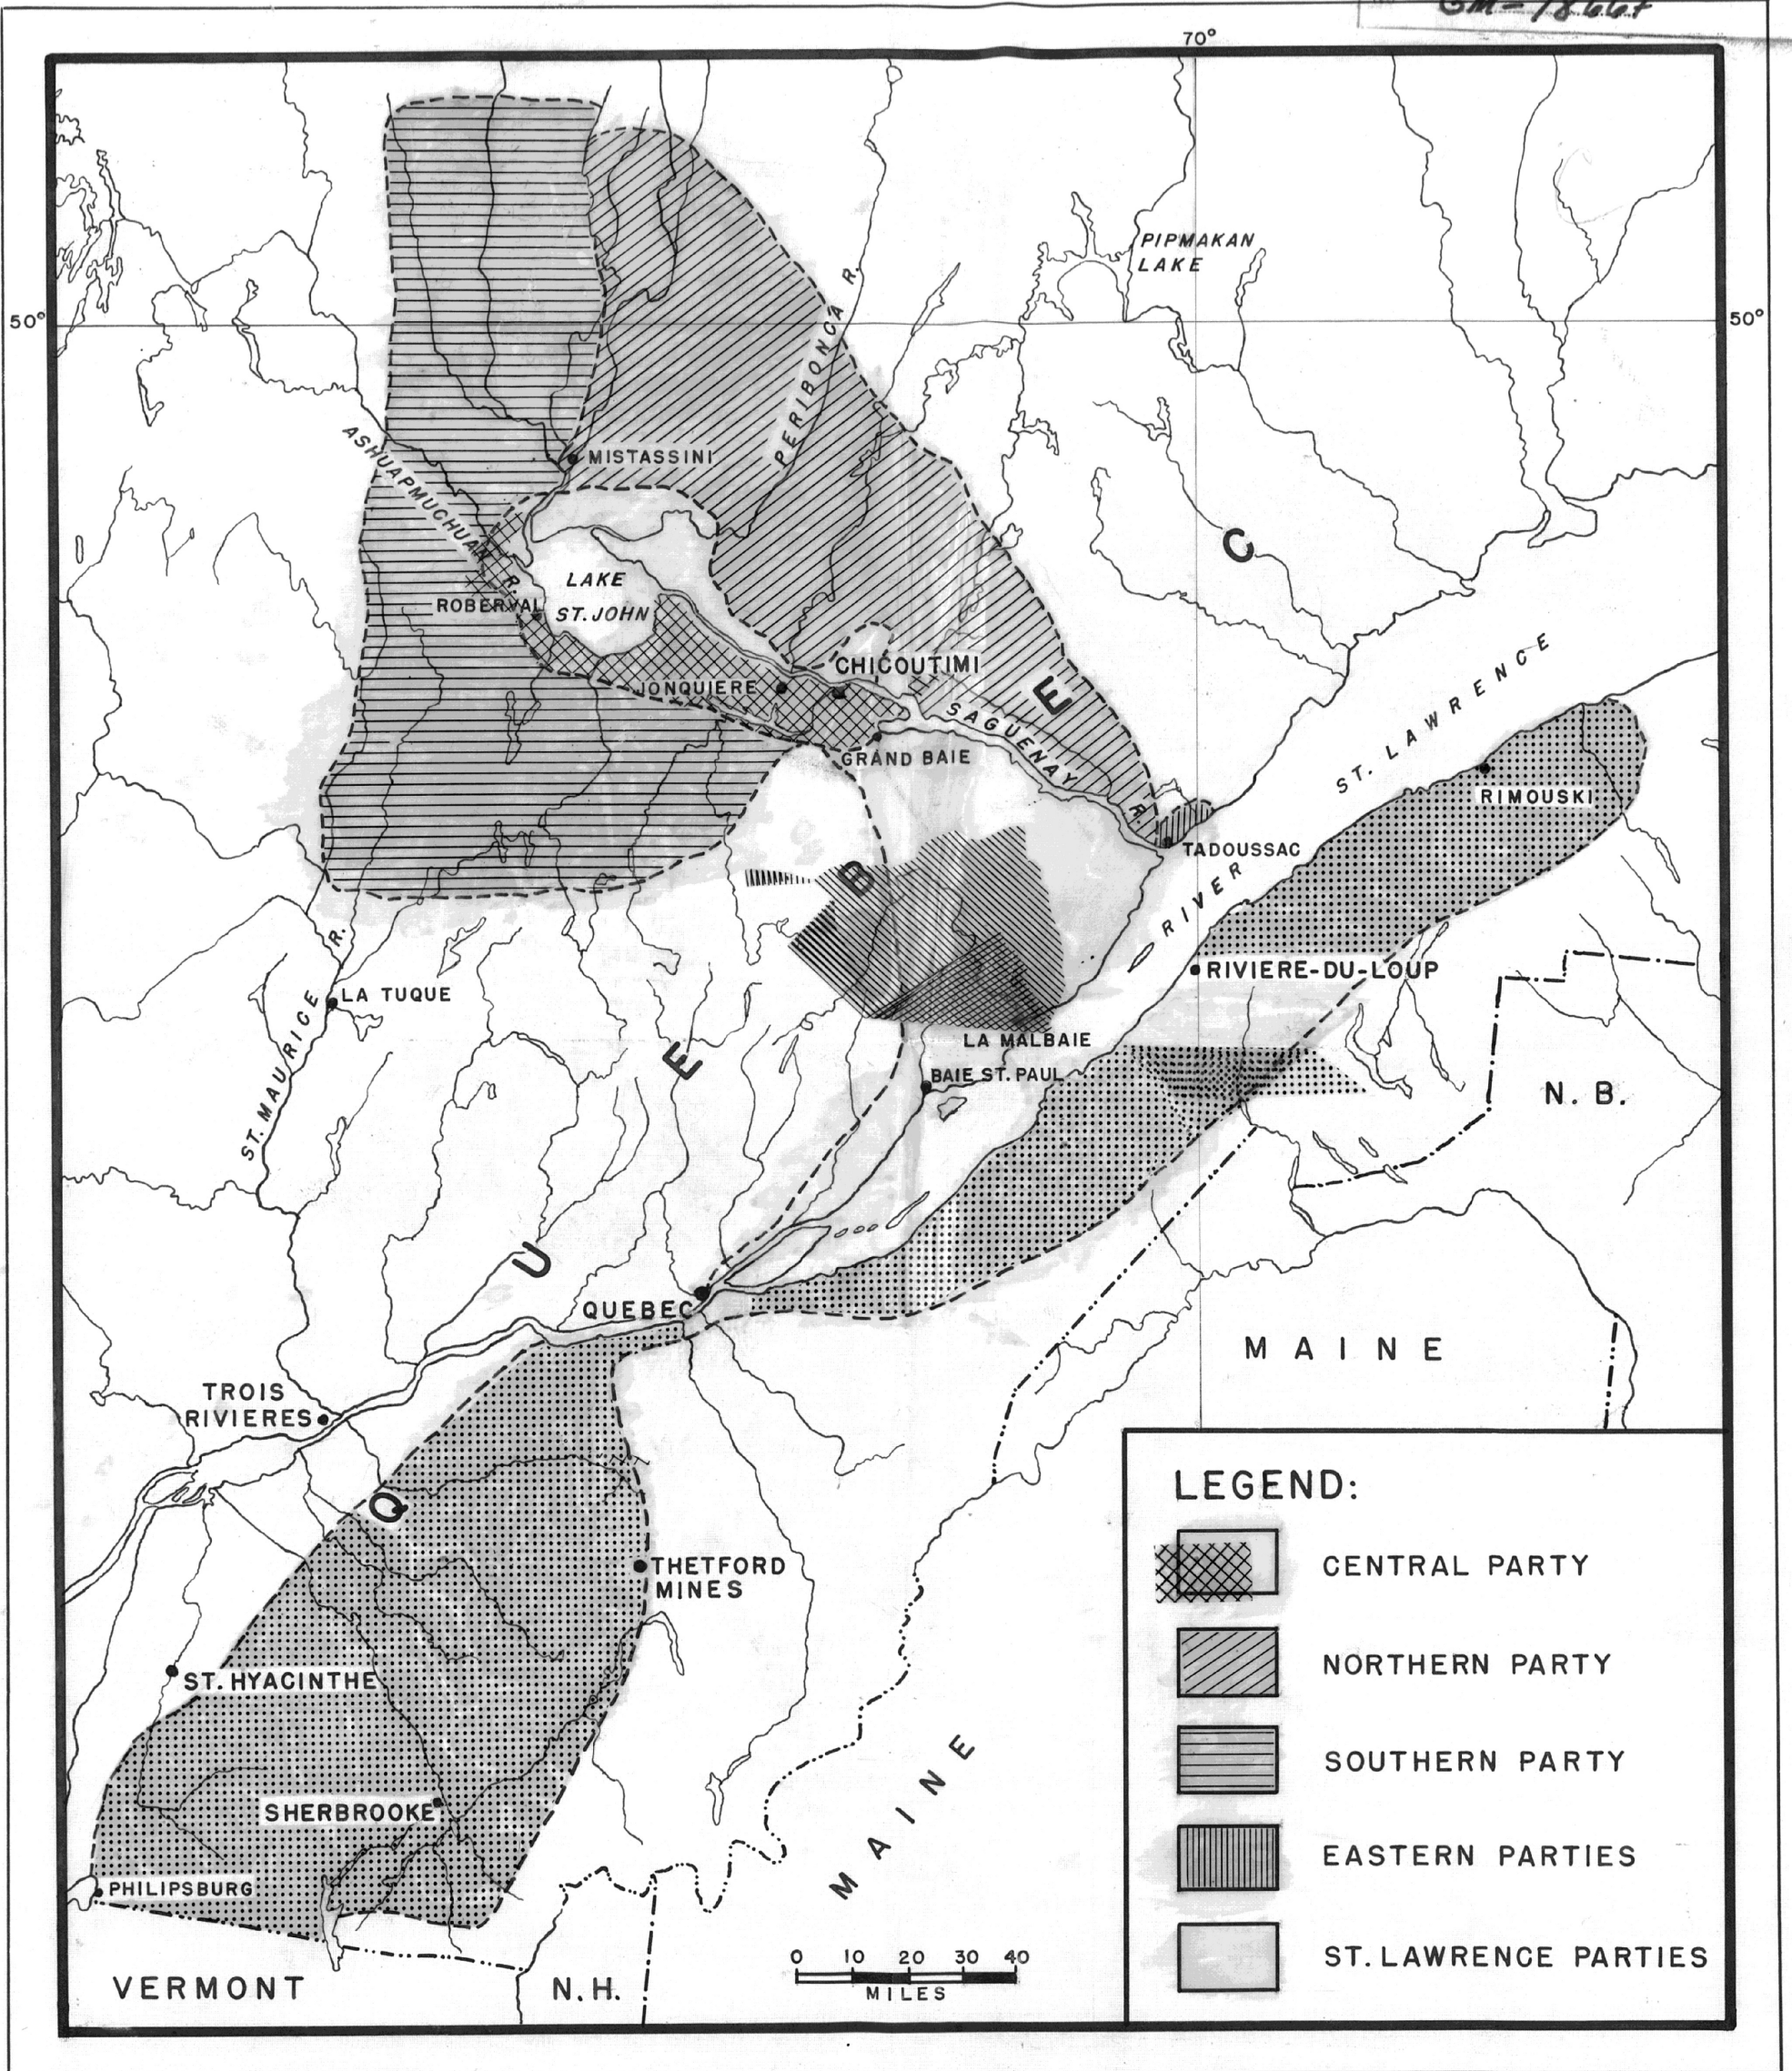 GM-18667
70°
PIPMAKAN
LAKE
50°
50°
PERIBONCA R.
ASHUAPMUCHUAN R.
MISTASSINI
C
LAKE
ST. JOHN
ROBERVAL
CHICOUTIMI
JONQUIERE
E
SAGUENAY R.
GRAND BAIE
ST. LAWRENCE
RIVER
RIMOUSKI
TADOUSSAC
B
RIVIERE-DU-LOUP
LA TUQUE
ST. MAURICE R.
E
LA MALBAIE
BAIE ST. PAUL
N. B.
U
QUEBEC
MAINE
TROIS
RIVIERES
Q
THETFORD
MINES
ST. HYACINTHE
SHERBROOKE
PHILIPSBURG
MAINE
VERMONT
N.H.
0 10 20 30 40
MILES
LEGEND:
CENTRAL PARTY
NORTHERN PARTY
SOUTHERN PARTY
EASTERN PARTIES
ST. LAWRENCE PARTIES